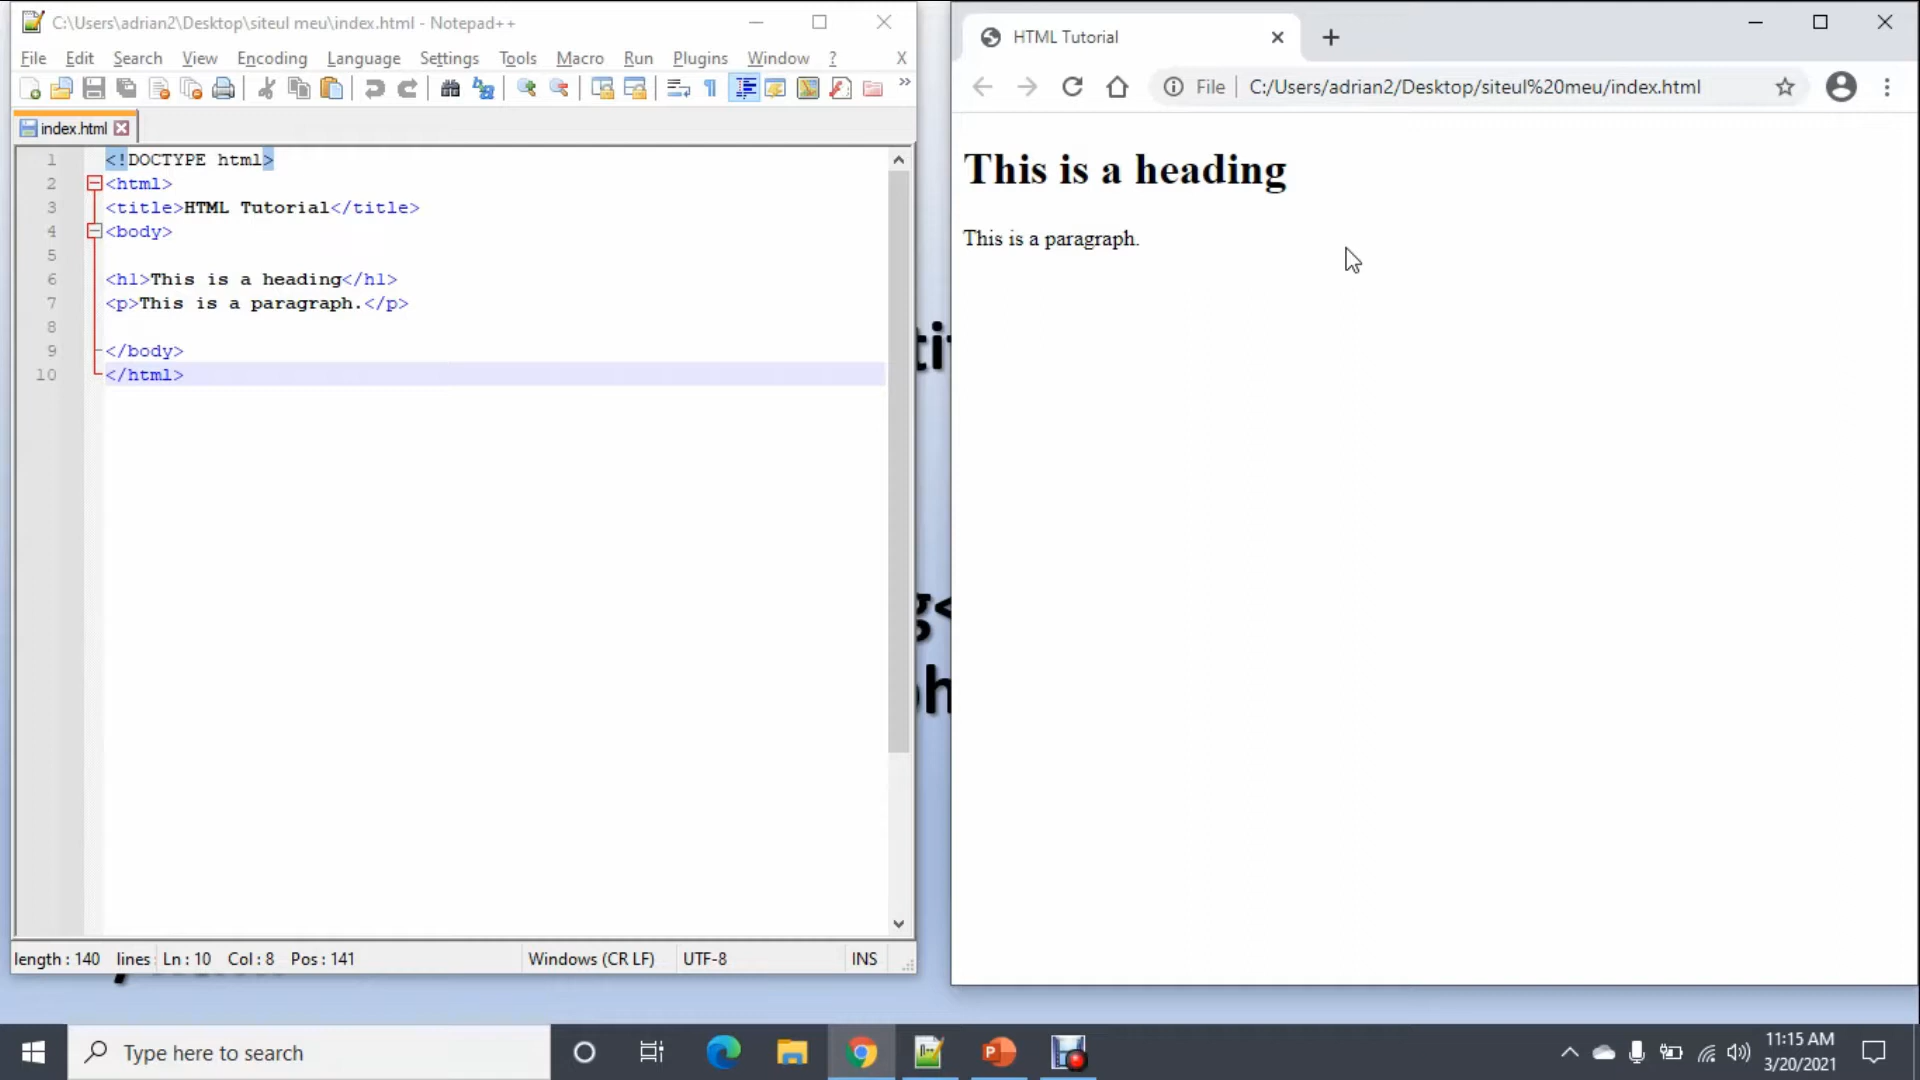 C:\Users\adrian2\Desktop\siteul meu\index.html - Notepad++
File Edit Search View Encoding Language Settings Tools Macro Run Plugins Window ? X
index.html
1 <!DOCTYPE html>
2 <html>
3 <title>HTML Tutorial</title>
4 <body>
5
6 <h1>This is a heading</h1>
7 <p>This is a paragraph.</p>
8
9 </body>
10 </html>
length : 140 lines Ln : 10 Col : 8 Pos : 141 Windows (CR LF) UTF-8 INS
HTML Tutorial
File C:/Users/adrian2/Desktop/siteul%20meu/index.html
This is a heading
This is a paragraph.
Type here to search
11:15 AM
3/20/2021